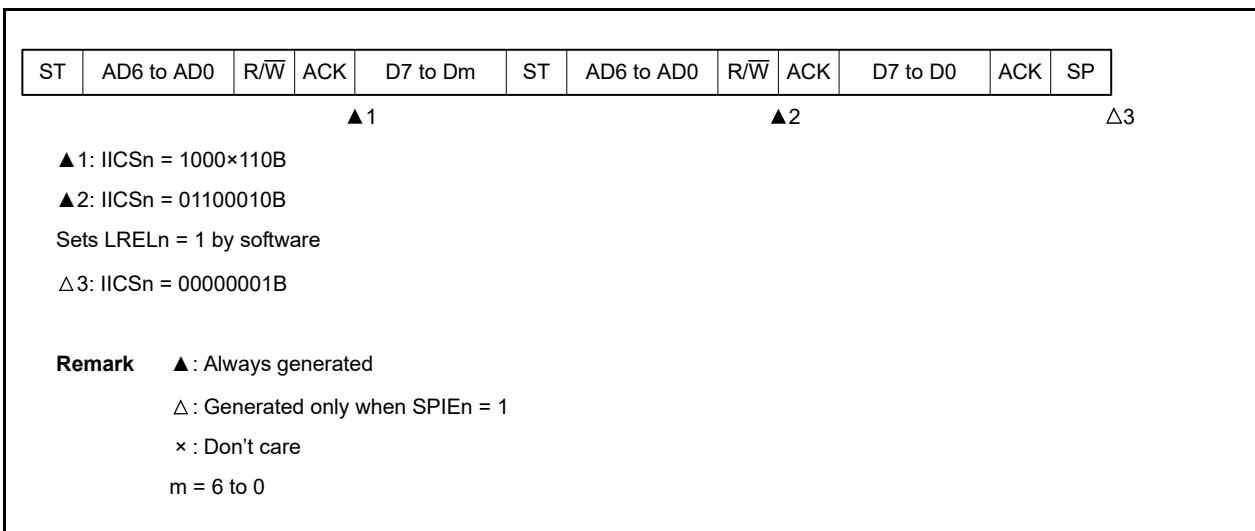 ST AD6 to AD0 R/W̅ ACK D7 to Dm ST AD6 to AD0 R/W̅ ACK D7 to D0 ACK SP
▲1 ▲2 △3
▲1: IICSn = 1000×110B
▲2: IICSn = 01100010B
Sets LRELn = 1 by software
△3: IICSn = 00000001B
Remark ▲: Always generated
△: Generated only when SPIEn = 1
×: Don't care
m = 6 to 0